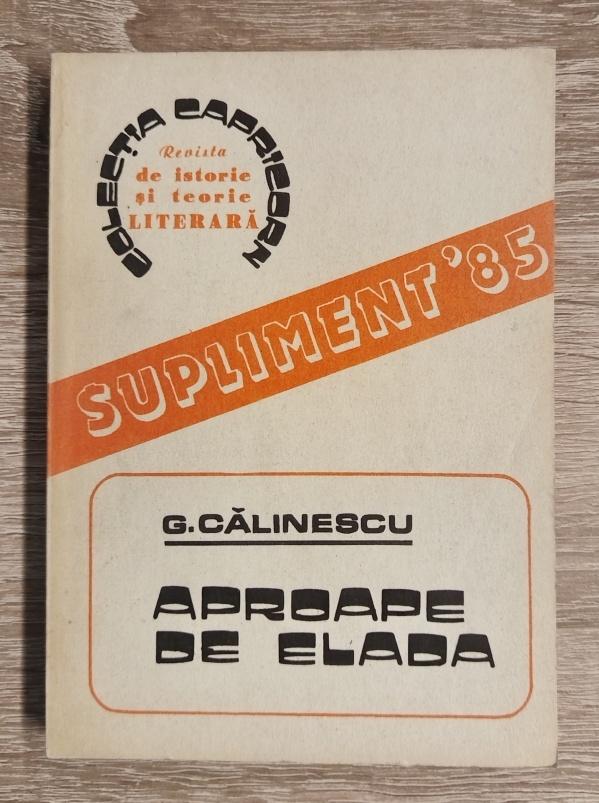 COLECȚIA CAPRICORN
Revista
de istorie
și teorie
LITERARĂ
SUPLIMENT '85
G.CĂLINESCU
APROAPE
DE ELADA